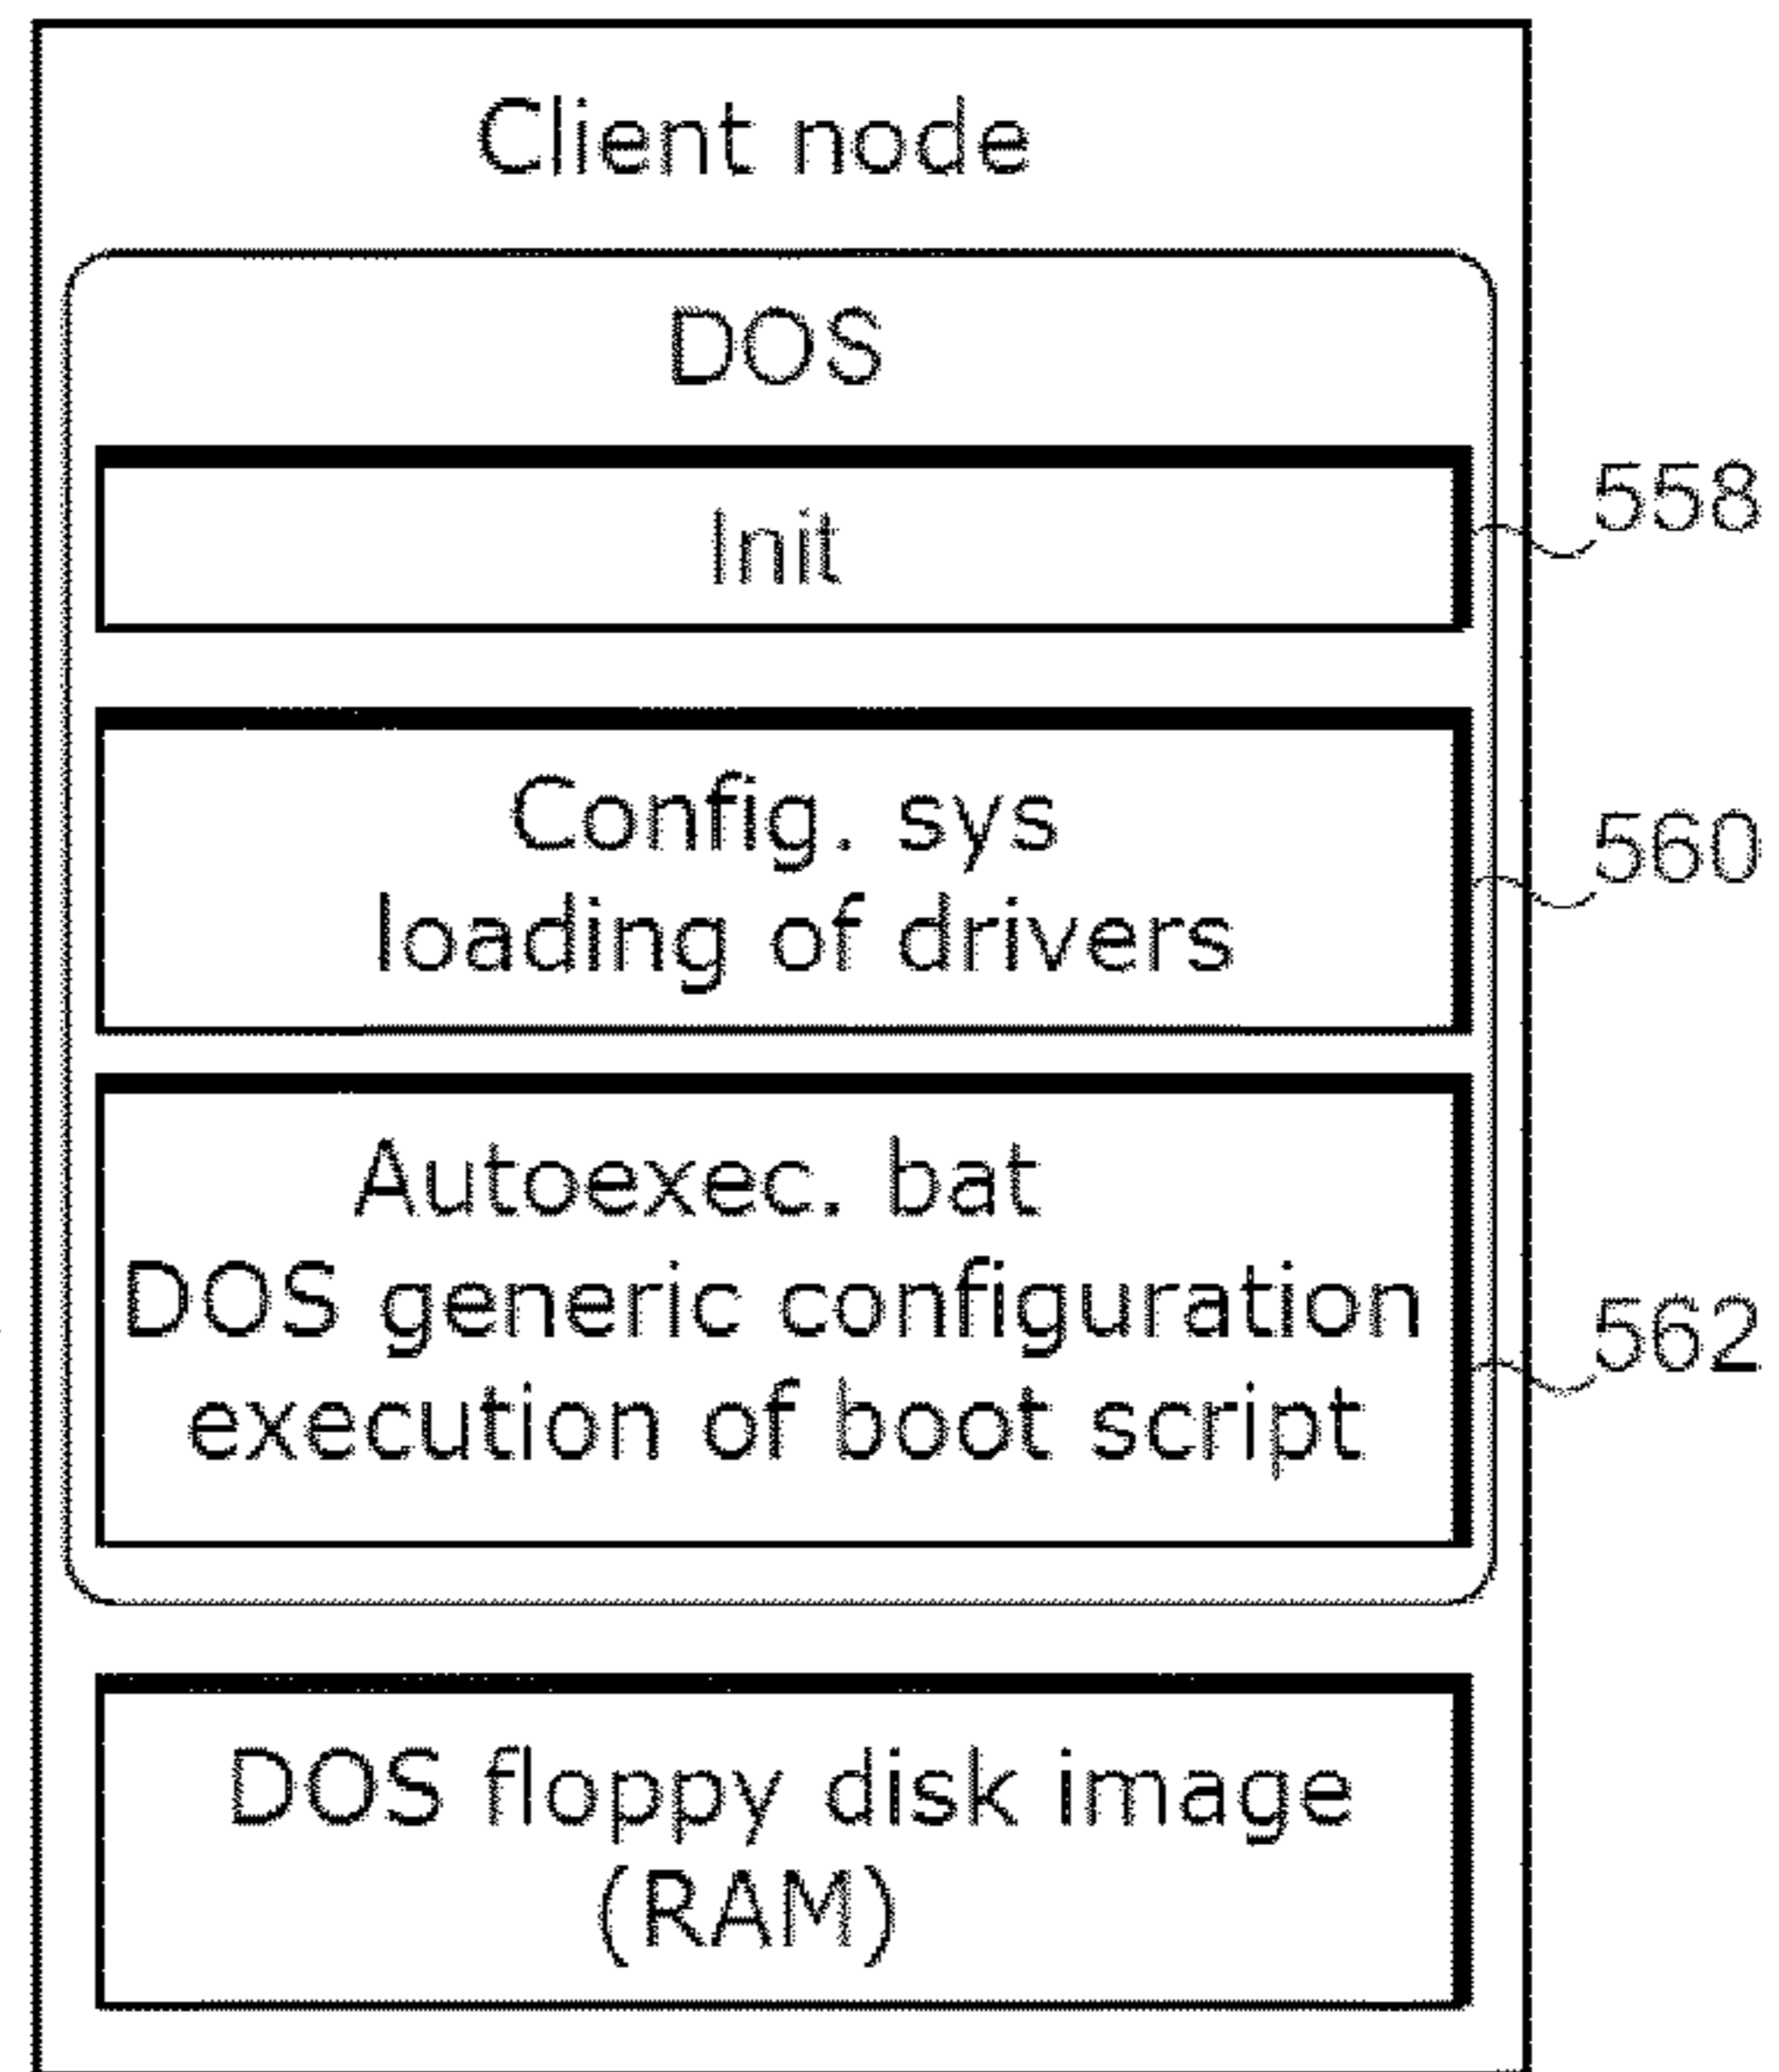 Client node
DOS
Init
558
Config. sys
loading of drivers
560
Autoexec. bat
DOS generic configuration
execution of boot script
562
DOS floppy disk image
(RAM)